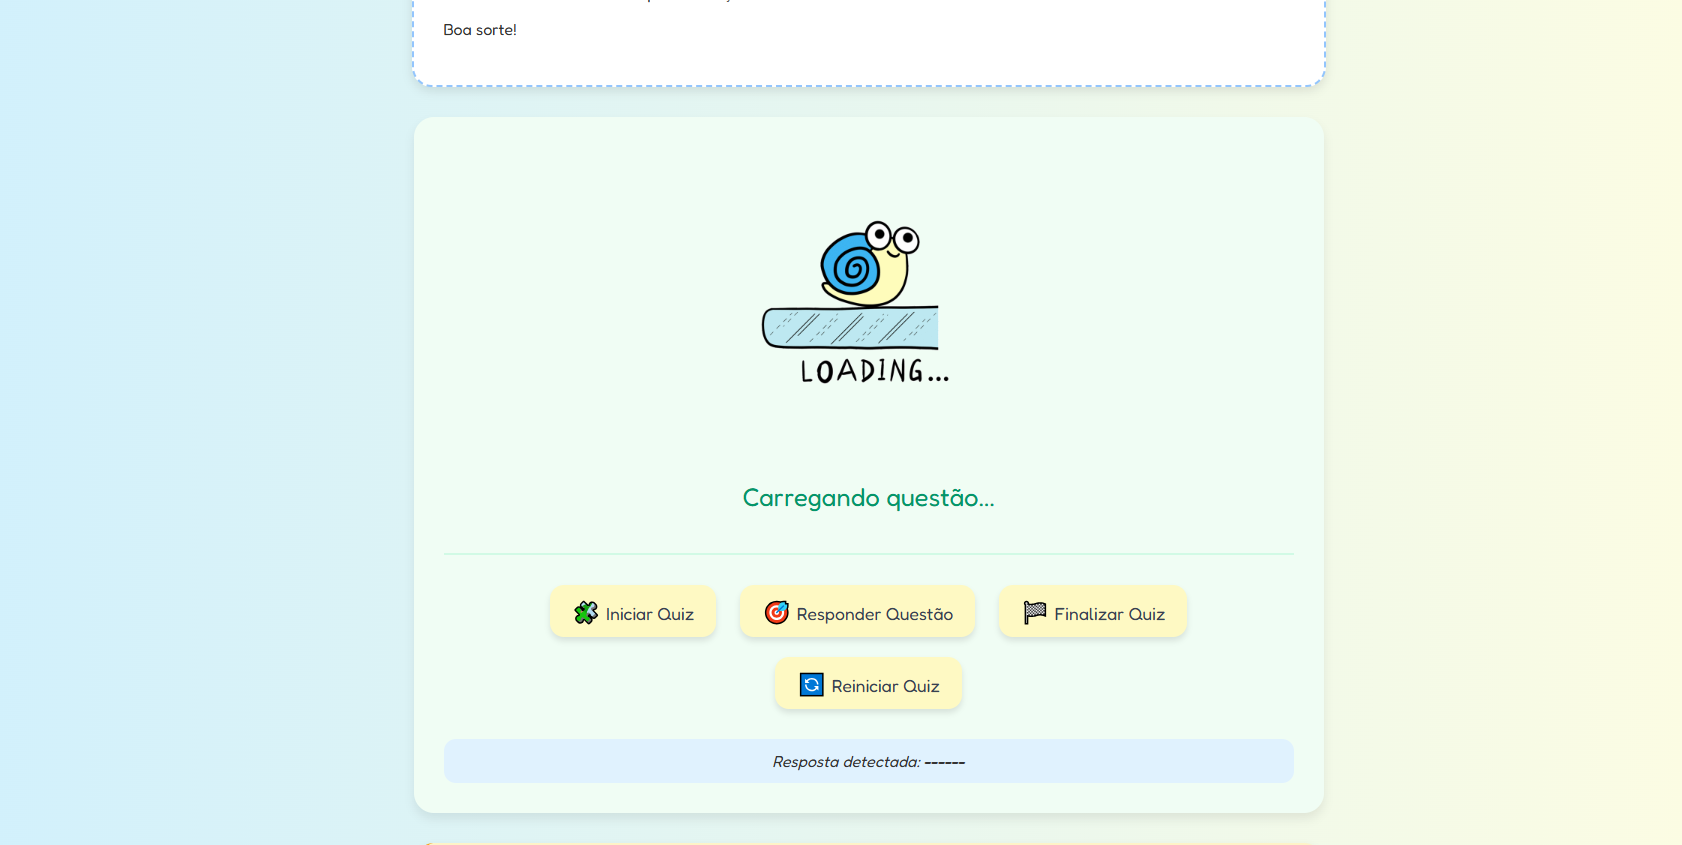 Boa sorte!
LOADING...
Carregando questão...
Iniciar Quiz
Responder Questão
Finalizar Quiz
Reiniciar Quiz
Resposta detectada: ------